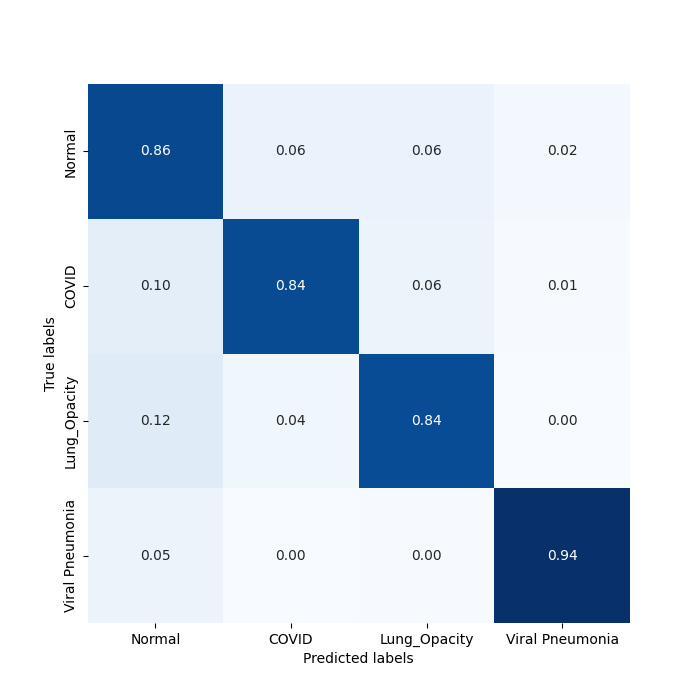 Normal 0.86 0.06 0.06 0.02
COVID 0.10 0.84 0.06 0.01
True labels
Lung_Opacity 0.12 0.04 0.84 0.00
Viral Pneumonia 0.05 0.00 0.00 0.94
Normal COVID Lung_Opacity Viral Pneumonia
Predicted labels